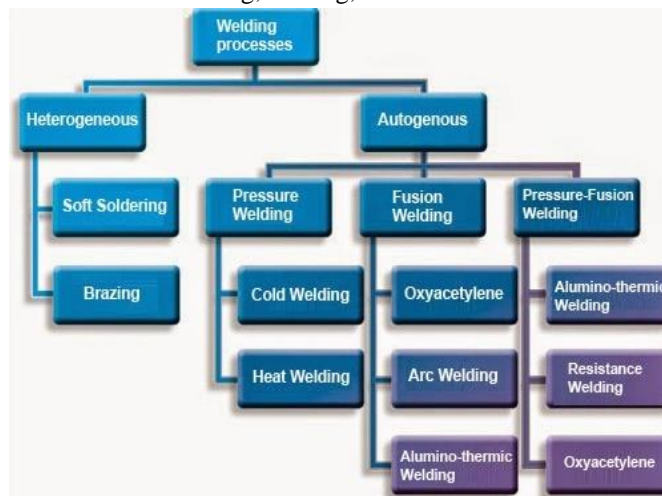 Welding
processes
Heterogeneous
Autogenous
Soft Soldering
Brazing
Pressure
Welding
Fusion
Welding
Pressure-Fusion
Welding
Cold Welding
Heat Welding
Oxyacetylene
Arc Welding
Alumino-thermic
Welding
Alumino-thermic
Welding
Resistance
Welding
Oxyacetylene